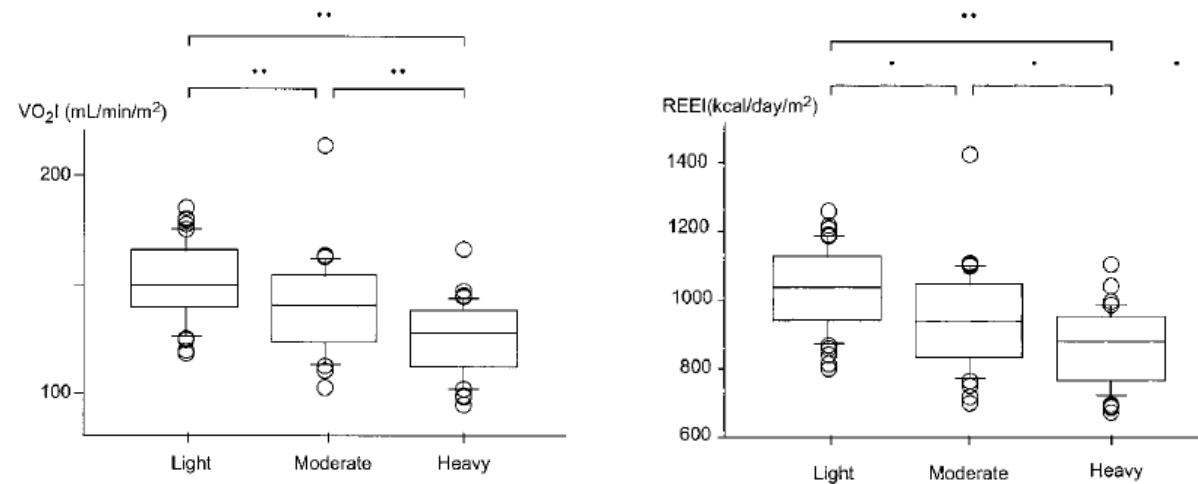 **
** **
VO₂I (mL/min/m²)
200
100
Light Moderate Heavy
**
* * *
REEI(kcal/day/m²)
1400
1200
1000
800
600
Light Moderate Heavy